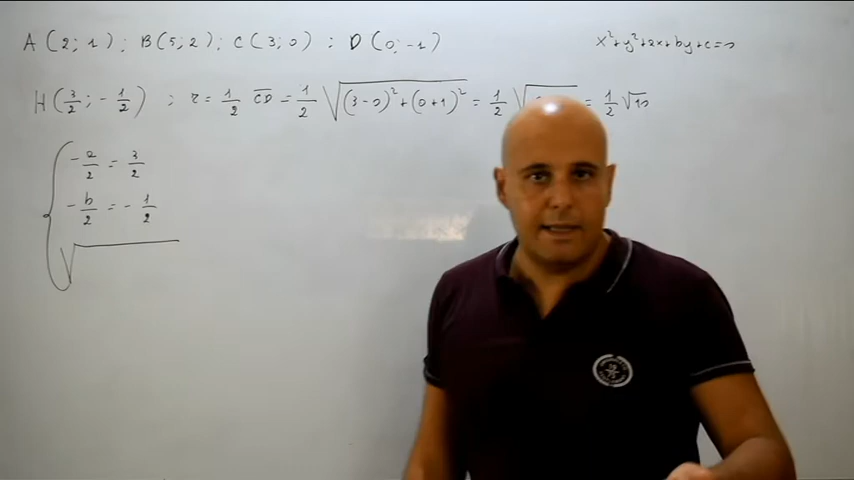 A (2; 1) ; B (5; 2) ; C (3; 0) ; D (0; -1)
x²+y²+ax+by+c=0
H (3/2 ; -1/2) ; r = 1/2 CD = 1/2 √((3-0)²+(0+1)²) = 1/2 √ = 1/2 √10
-a/2 = 3/2
-b/2 = -1/2
√